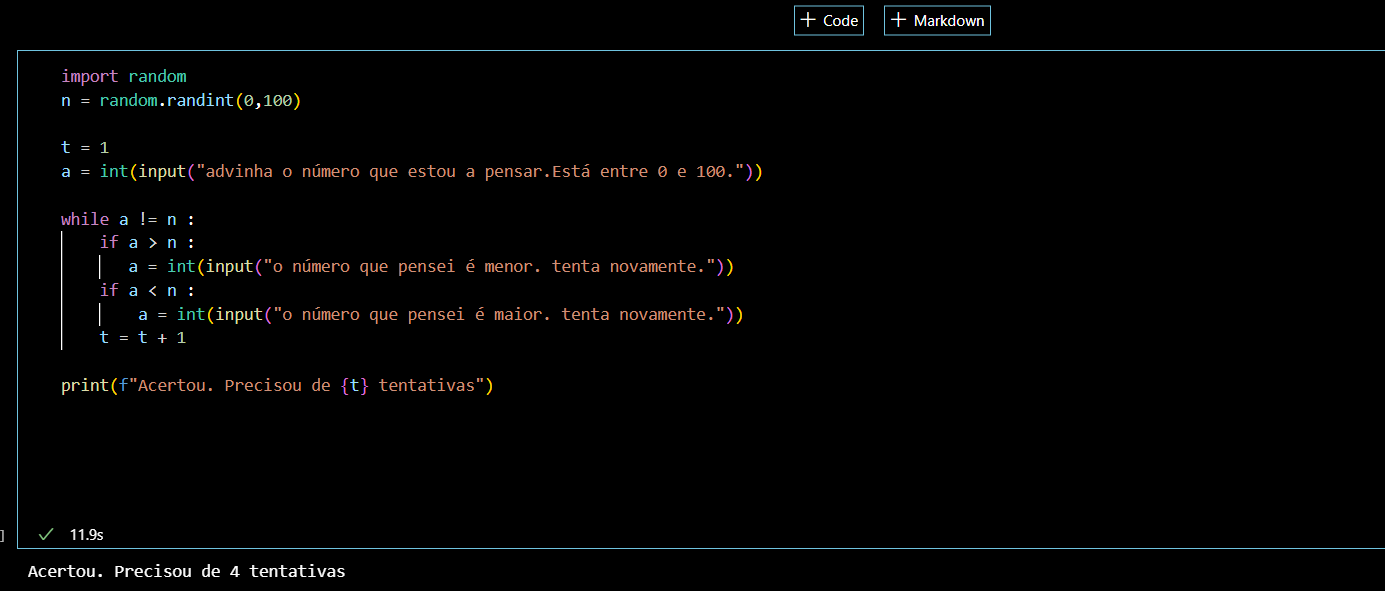 + Code + Markdown
import random
n = random.randint(0,100)
t = 1
a = int(input("advinha o número que estou a pensar.Está entre 0 e 100."))
while a != n :
if a > n :
a = int(input("o número que pensei é menor. tenta novamente."))
if a < n :
a = int(input("o número que pensei é maior. tenta novamente."))
t = t + 1
print(f"Acertou. Precisou de {t} tentativas")
] ✓ 11.9s
Acertou. Precisou de 4 tentativas